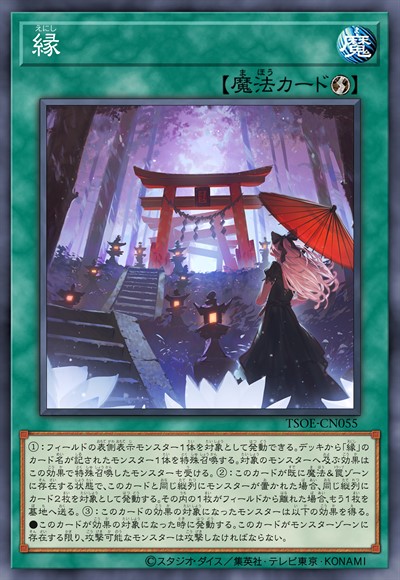 えにし
縁
魔
ま ほう
【魔法カード】
TSOE-CN055
①:フィールドの表側表示モンスター1体を対象として発動できる。デッキから「縁」の
カード名が記されたモンスター1体を特殊召喚する。対象のモンスターへ及ぶ効果は
この効果で特殊召喚したモンスターも受ける。②:このカードが既に魔法&罠ゾーン
に存在する状態で、このカードと同じ縦列にモンスターが置かれた場合、同じ縦列に
カード2枚を対象として発動する。その内の1枚がフィールドから離れた場合、もう1枚を
墓地へ送る。③:このカードの効果の対象になったモンスターは以下の効果を得る。
●このカードが効果の対象になった時に発動する。このカードがモンスターゾーンに
存在する限り、攻撃可能なモンスターは攻撃しなければならない。
©スタジオ・ダイス/集英社・テレビ東京・KONAMI